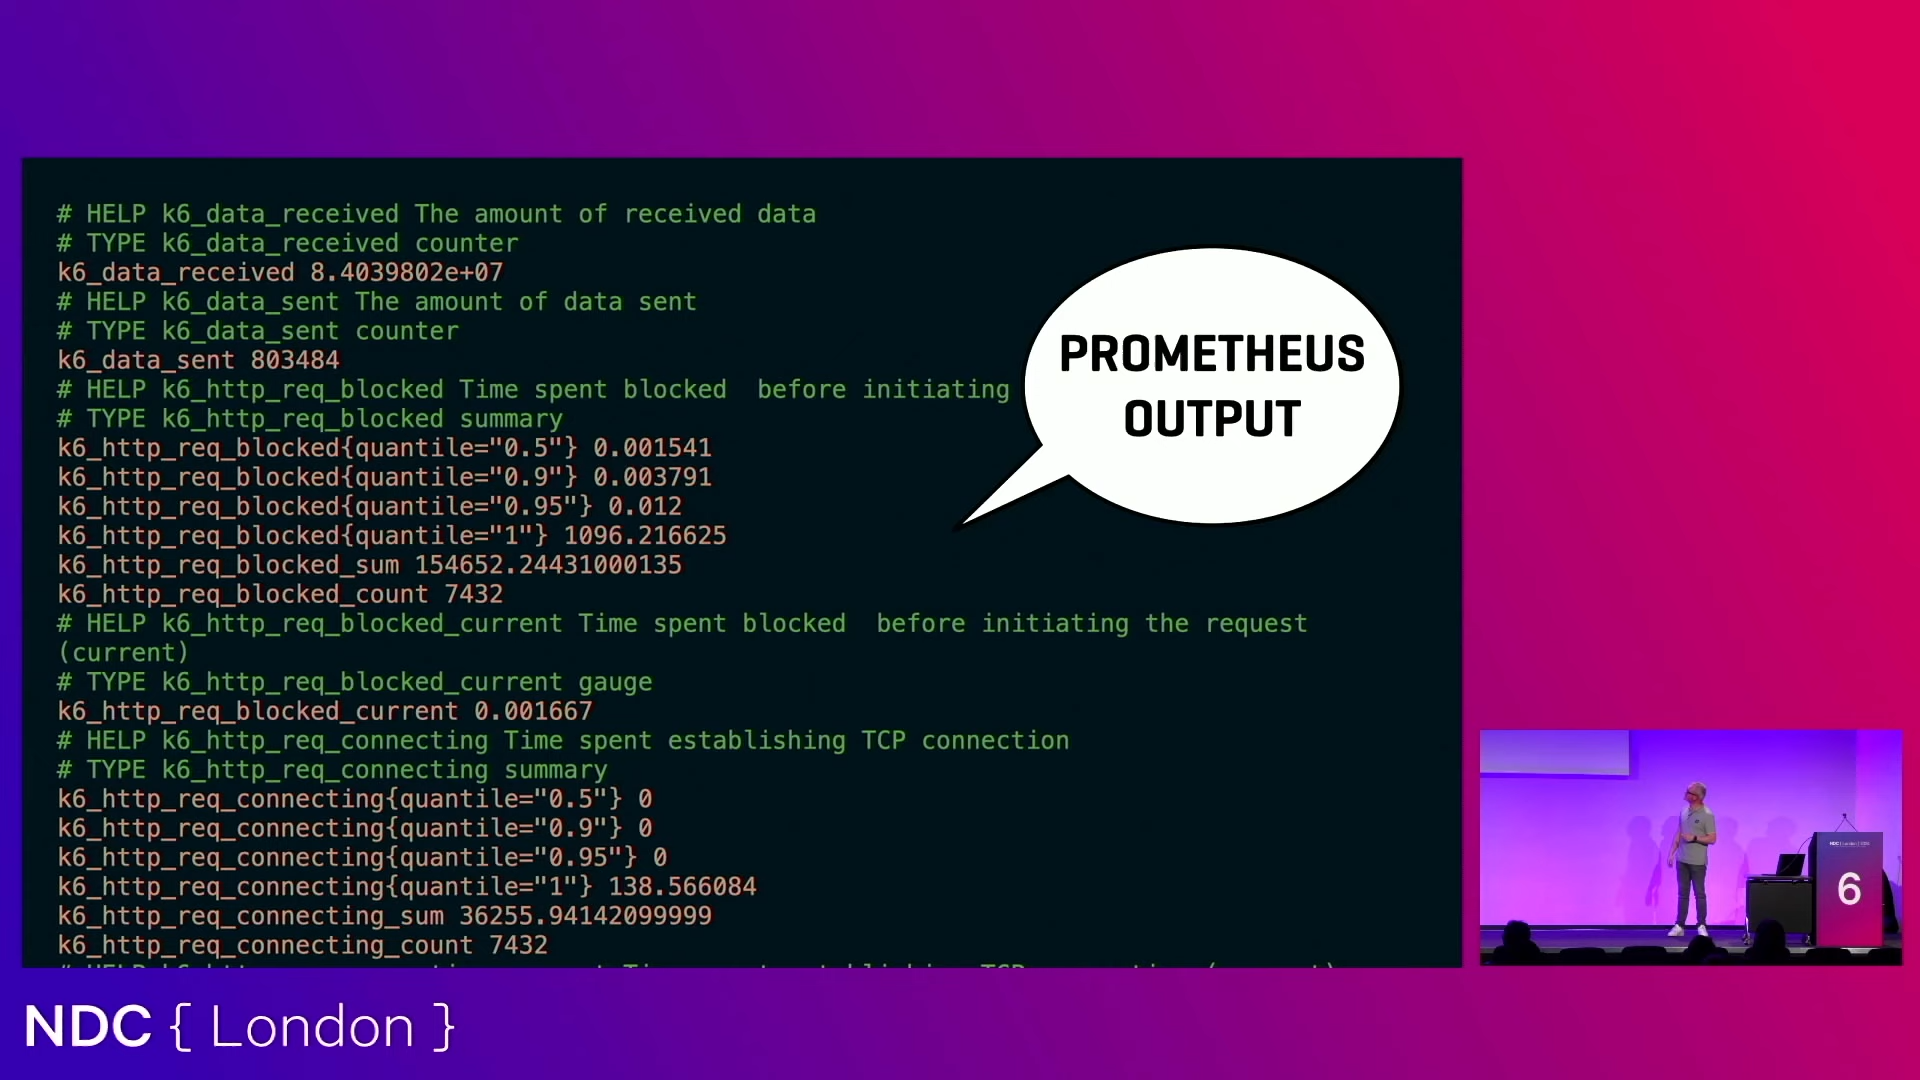 # HELP k6_data_received The amount of received data
# TYPE k6_data_received counter
k6_data_received 8.4039802e+07
# HELP k6_data_sent The amount of data sent
# TYPE k6_data_sent counter
k6_data_sent 803484
# HELP k6_http_req_blocked Time spent blocked  before initiating
# TYPE k6_http_req_blocked summary
k6_http_req_blocked{quantile="0.5"} 0.001541
k6_http_req_blocked{quantile="0.9"} 0.003791
k6_http_req_blocked{quantile="0.95"} 0.012
k6_http_req_blocked{quantile="1"} 1096.216625
k6_http_req_blocked_sum 154652.24431000135
k6_http_req_blocked_count 7432
# HELP k6_http_req_blocked_current Time spent blocked  before initiating the request
(current)
# TYPE k6_http_req_blocked_current gauge
k6_http_req_blocked_current 0.001667
# HELP k6_http_req_connecting Time spent establishing TCP connection
# TYPE k6_http_req_connecting summary
k6_http_req_connecting{quantile="0.5"} 0
k6_http_req_connecting{quantile="0.9"} 0
k6_http_req_connecting{quantile="0.95"} 0
k6_http_req_connecting{quantile="1"} 138.566084
k6_http_req_connecting_sum 36255.94142099999
k6_http_req_connecting_count 7432
PROMETHEUS
OUTPUT
6
NDC { London }